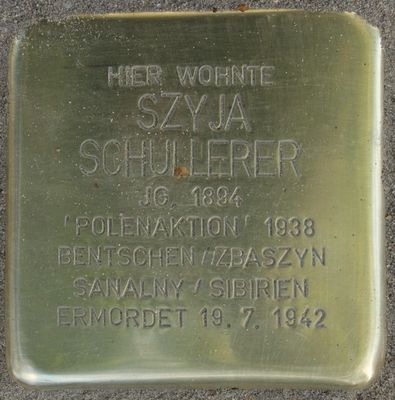 HIER WOHNTE
SZYJA
SCHULLERER
JG. 1894
'POLENAKTION' 1938
BENTSCHEN / ZBASZYN
SANALNY / SIBIRIEN
ERMORDET 19. 7. 1942